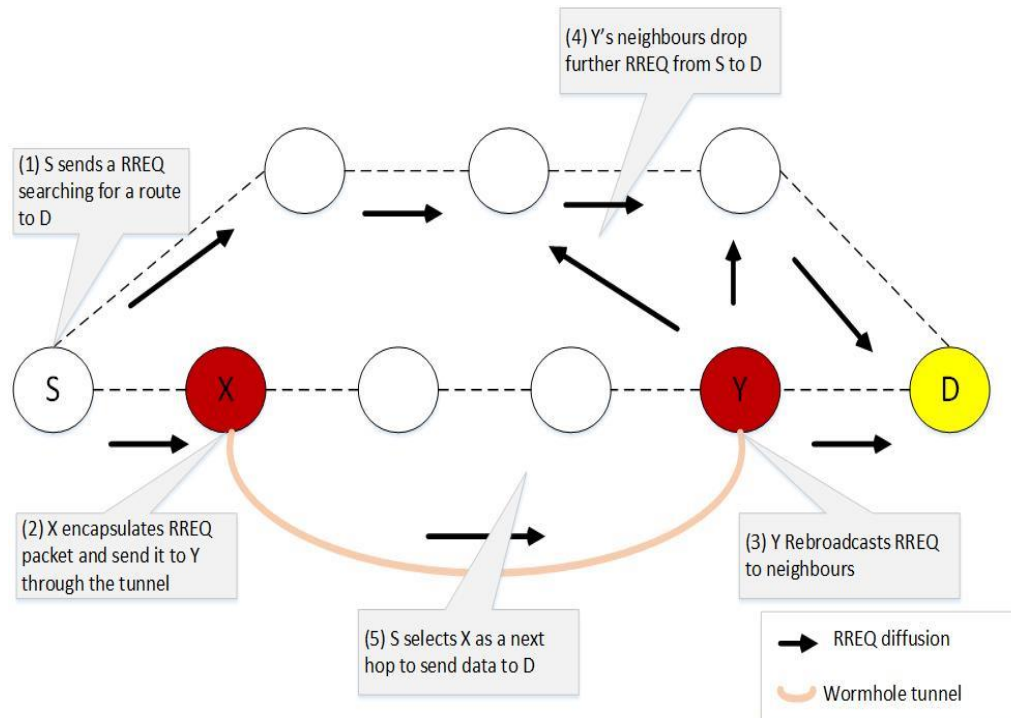 (4) Y's neighbours drop
further RREQ from S to D
(1) S sends a RREQ
searching for a route
to D
S
X
Y
D
(2) X encapsulates RREQ
packet and send it to Y
through the tunnel
(3) Y Rebroadcasts RREQ
to neighbours
(5) S selects X as a next
hop to send data to D
RREQ diffusion
Wormhole tunnel